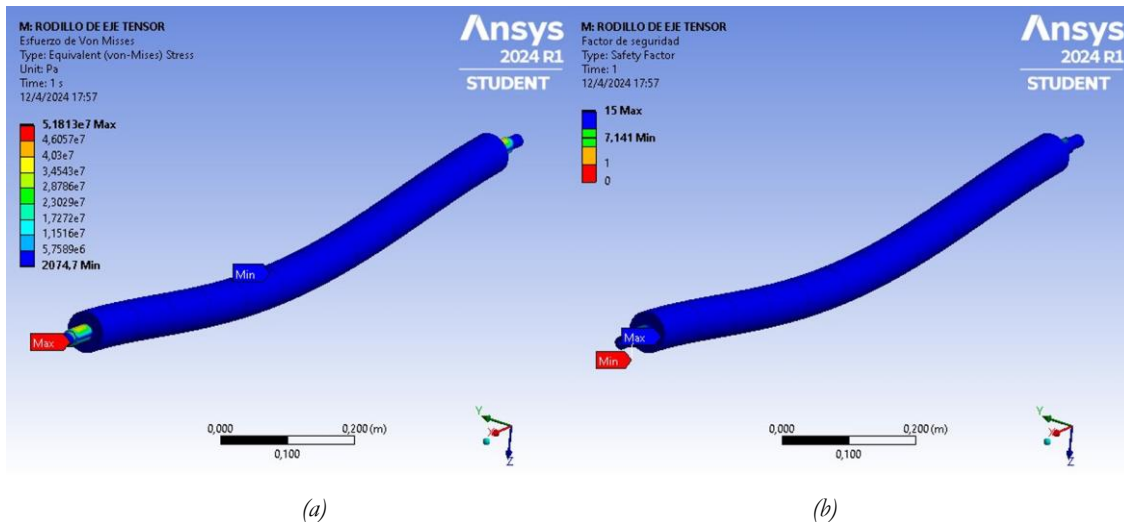 M: RODILLO DE EJE TENSOR
Esfuerzo de Von Misses
Type: Equivalent (von-Mises) Stress
Unit: Pa
Time: 1 s
12/4/2024 17:57
5,1813e7 Max
4,6057e7
4,03e7
3,4543e7
2,8786e7
2,3029e7
1,7272e7
1,1516e7
5,7589e6
2074,7 Min
Ansys
2024 R1
STUDENT
Min
Max
0,000
0,200 (m)
0,100
Y
X
Z
(a)
M: RODILLO DE EJE TENSOR
Factor de seguridad
Type: Safety Factor
Time: 1
12/4/2024 17:57
15 Max
7,141 Min
1
0
Ansys
2024 R1
STUDENT
Max
Min
0,000
0,200 (m)
0,100
Y
X
Z
(b)